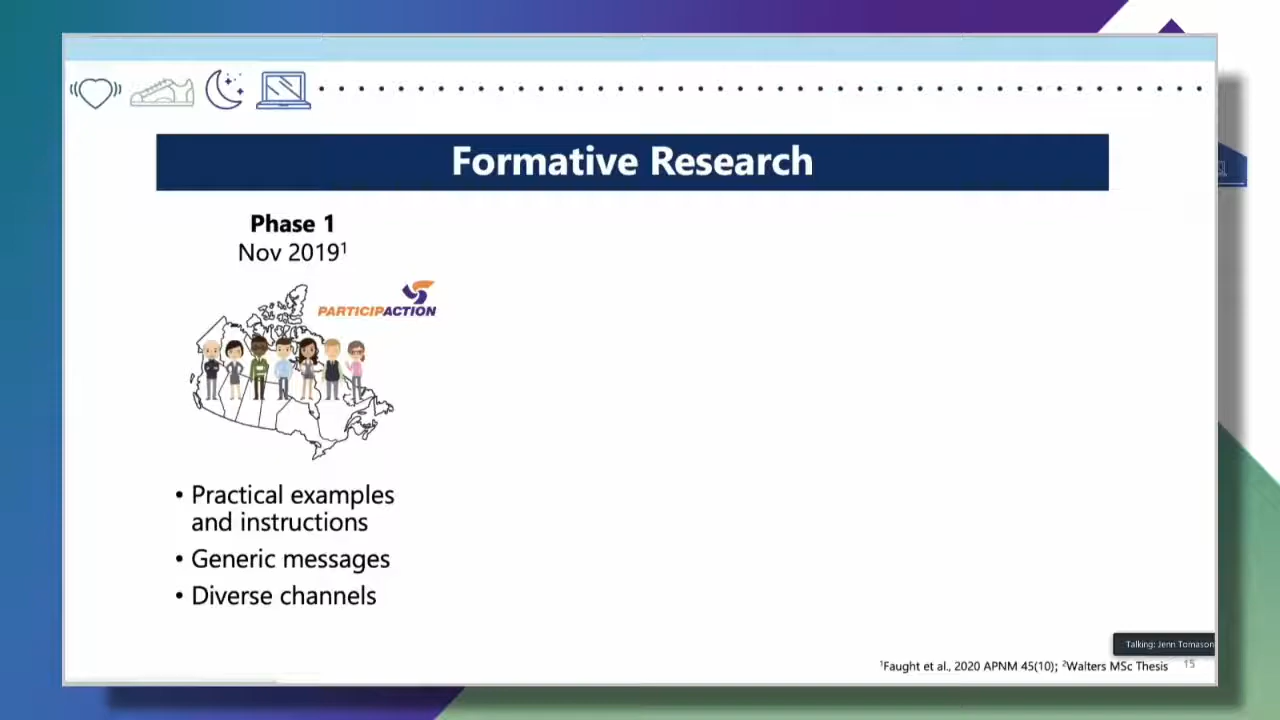 Formative Research
Phase 1
Nov 2019¹
PARTICIPACTION
• Practical examples
and instructions
• Generic messages
• Diverse channels
Talking: Jenn Tomason
¹Faught et al., 2020 APNM 45(10); ²Walters MSc Thesis
15